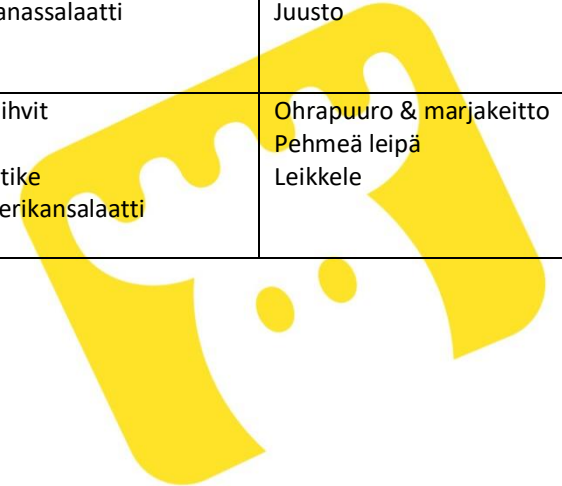 anassalaatti
Juusto
ihvit
tike
erikansalaatti
Ohrapuuro & marjakeitto
Pehmeä leipä
Leikkele